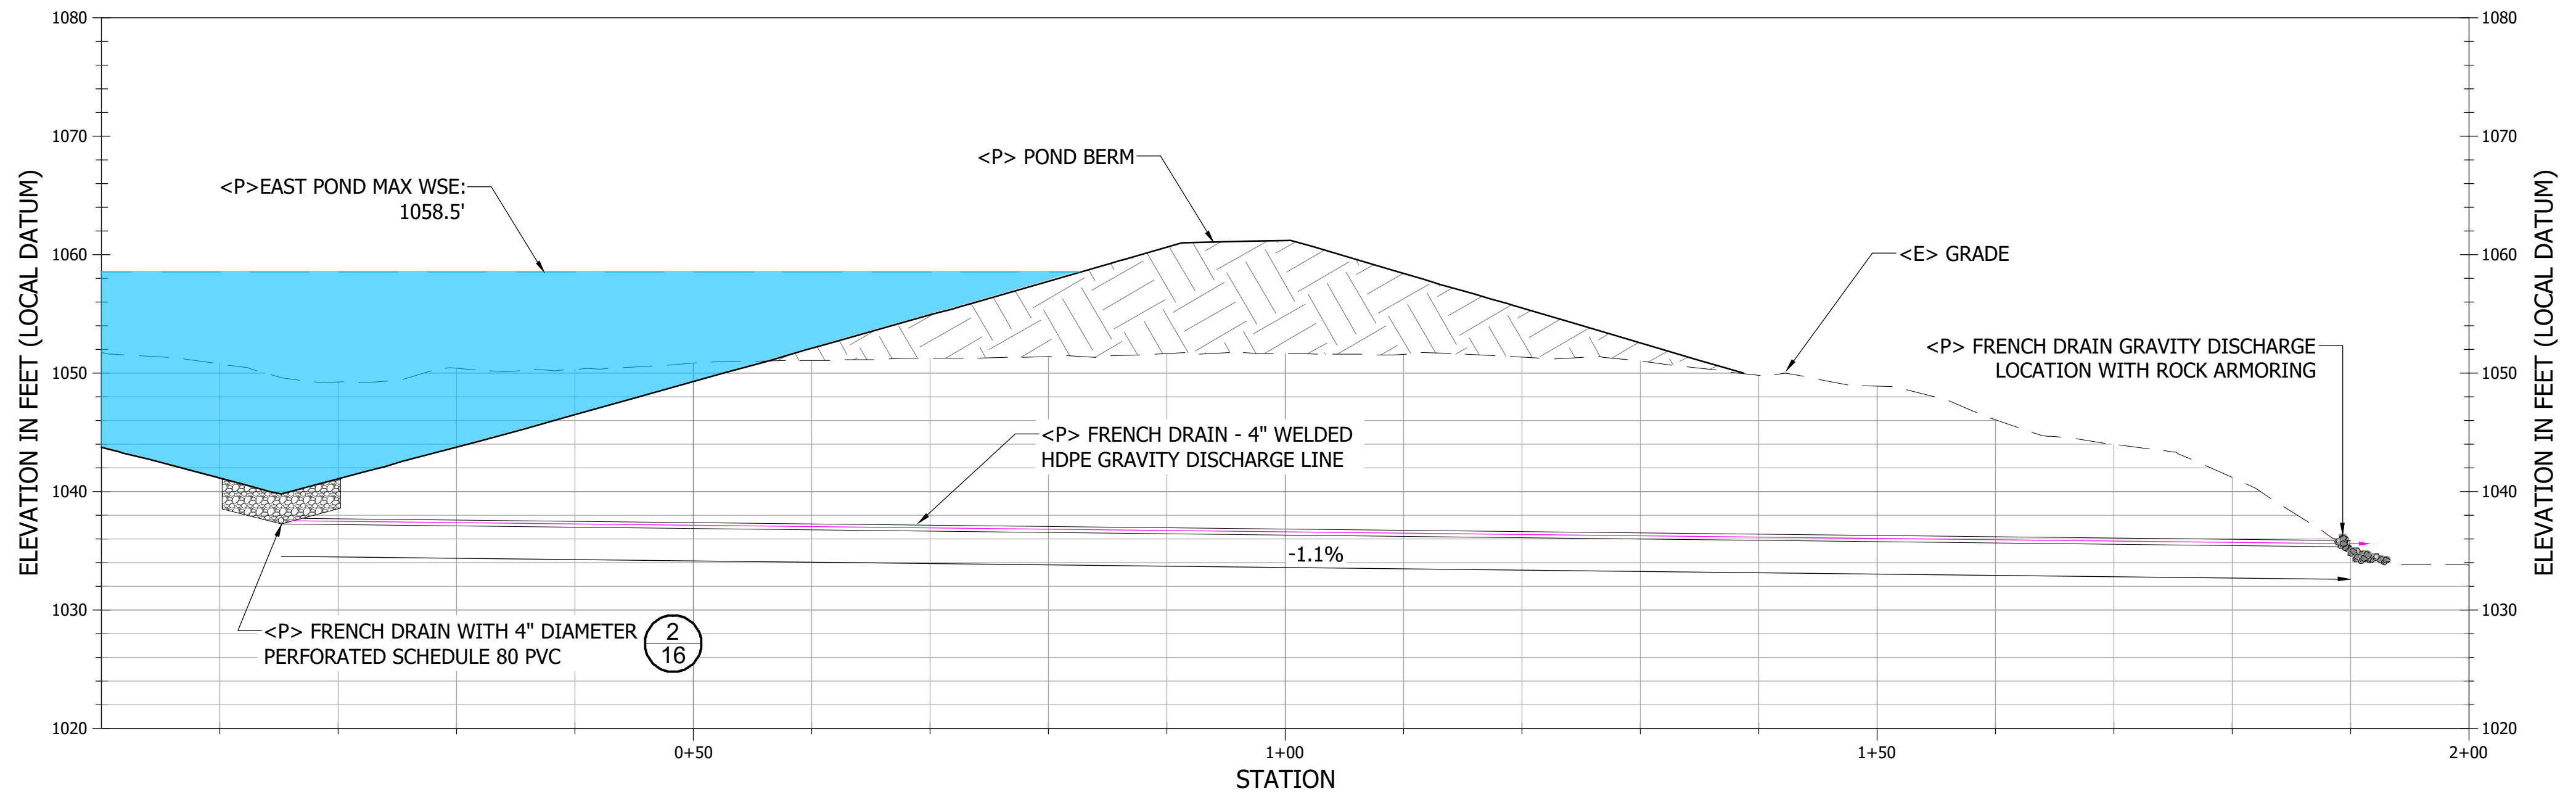 1080
1080
1070
1070
<P> POND BERM
<P>EAST POND MAX WSE:
1058.5'
1060
1060
<E> GRADE
<P> FRENCH DRAIN GRAVITY DISCHARGE
LOCATION WITH ROCK ARMORING
1050
1050
ELEVATION IN FEET (LOCAL DATUM)
ELEVATION IN FEET (LOCAL DATUM)
<P> FRENCH DRAIN - 4" WELDED
HDPE GRAVITY DISCHARGE LINE
1040
1040
-1.1%
1030
1030
<P> FRENCH DRAIN WITH 4" DIAMETER
PERFORATED SCHEDULE 80 PVC
2
16
1020
1020
0+50
1+00
1+50
2+00
STATION